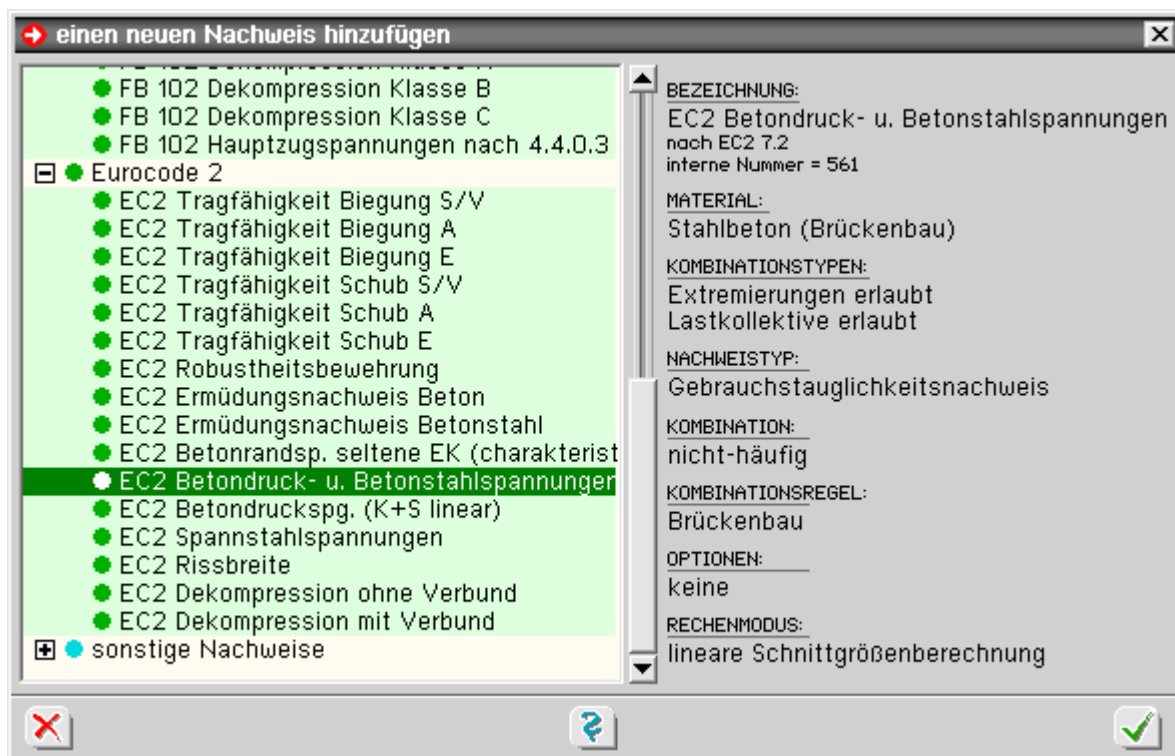 einen neuen Nachweis hinzufügen
FB 102 Dekompression Klasse B
FB 102 Dekompression Klasse C
FB 102 Hauptzugspannungen nach 4.4.0.3
Eurocode 2
EC2 Tragfähigkeit Biegung S/V
EC2 Tragfähigkeit Biegung A
EC2 Tragfähigkeit Biegung E
EC2 Tragfähigkeit Schub S/V
EC2 Tragfähigkeit Schub A
EC2 Tragfähigkeit Schub E
EC2 Robustheitsbewehrung
EC2 Ermüdungsnachweis Beton
EC2 Ermüdungsnachweis Betonstahl
EC2 Betonrandsp. seltene EK (charakterist
EC2 Betondruck- u. Betonstahlspannungen
EC2 Betondruckspg. (K+S linear)
EC2 Spannstahlspannungen
EC2 Rissbreite
EC2 Dekompression ohne Verbund
EC2 Dekompression mit Verbund
sonstige Nachweise
BEZEICHNUNG:
EC2 Betondruck- u. Betonstahlspannungen
nach EC2 7.2
interne Nummer = 561
MATERIAL:
Stahlbeton (Brückenbau)
KOMBINATIONSTYPEN:
Extremierungen erlaubt
Lastkollektive erlaubt
NACHWEISTYP:
Gebrauchstauglichkeitsnachweis
KOMBINATION:
nicht-häufig
KOMBINATIONSREGEL:
Brückenbau
OPTIONEN:
keine
RECHENMODUS:
lineare Schnittgrößenberechnung